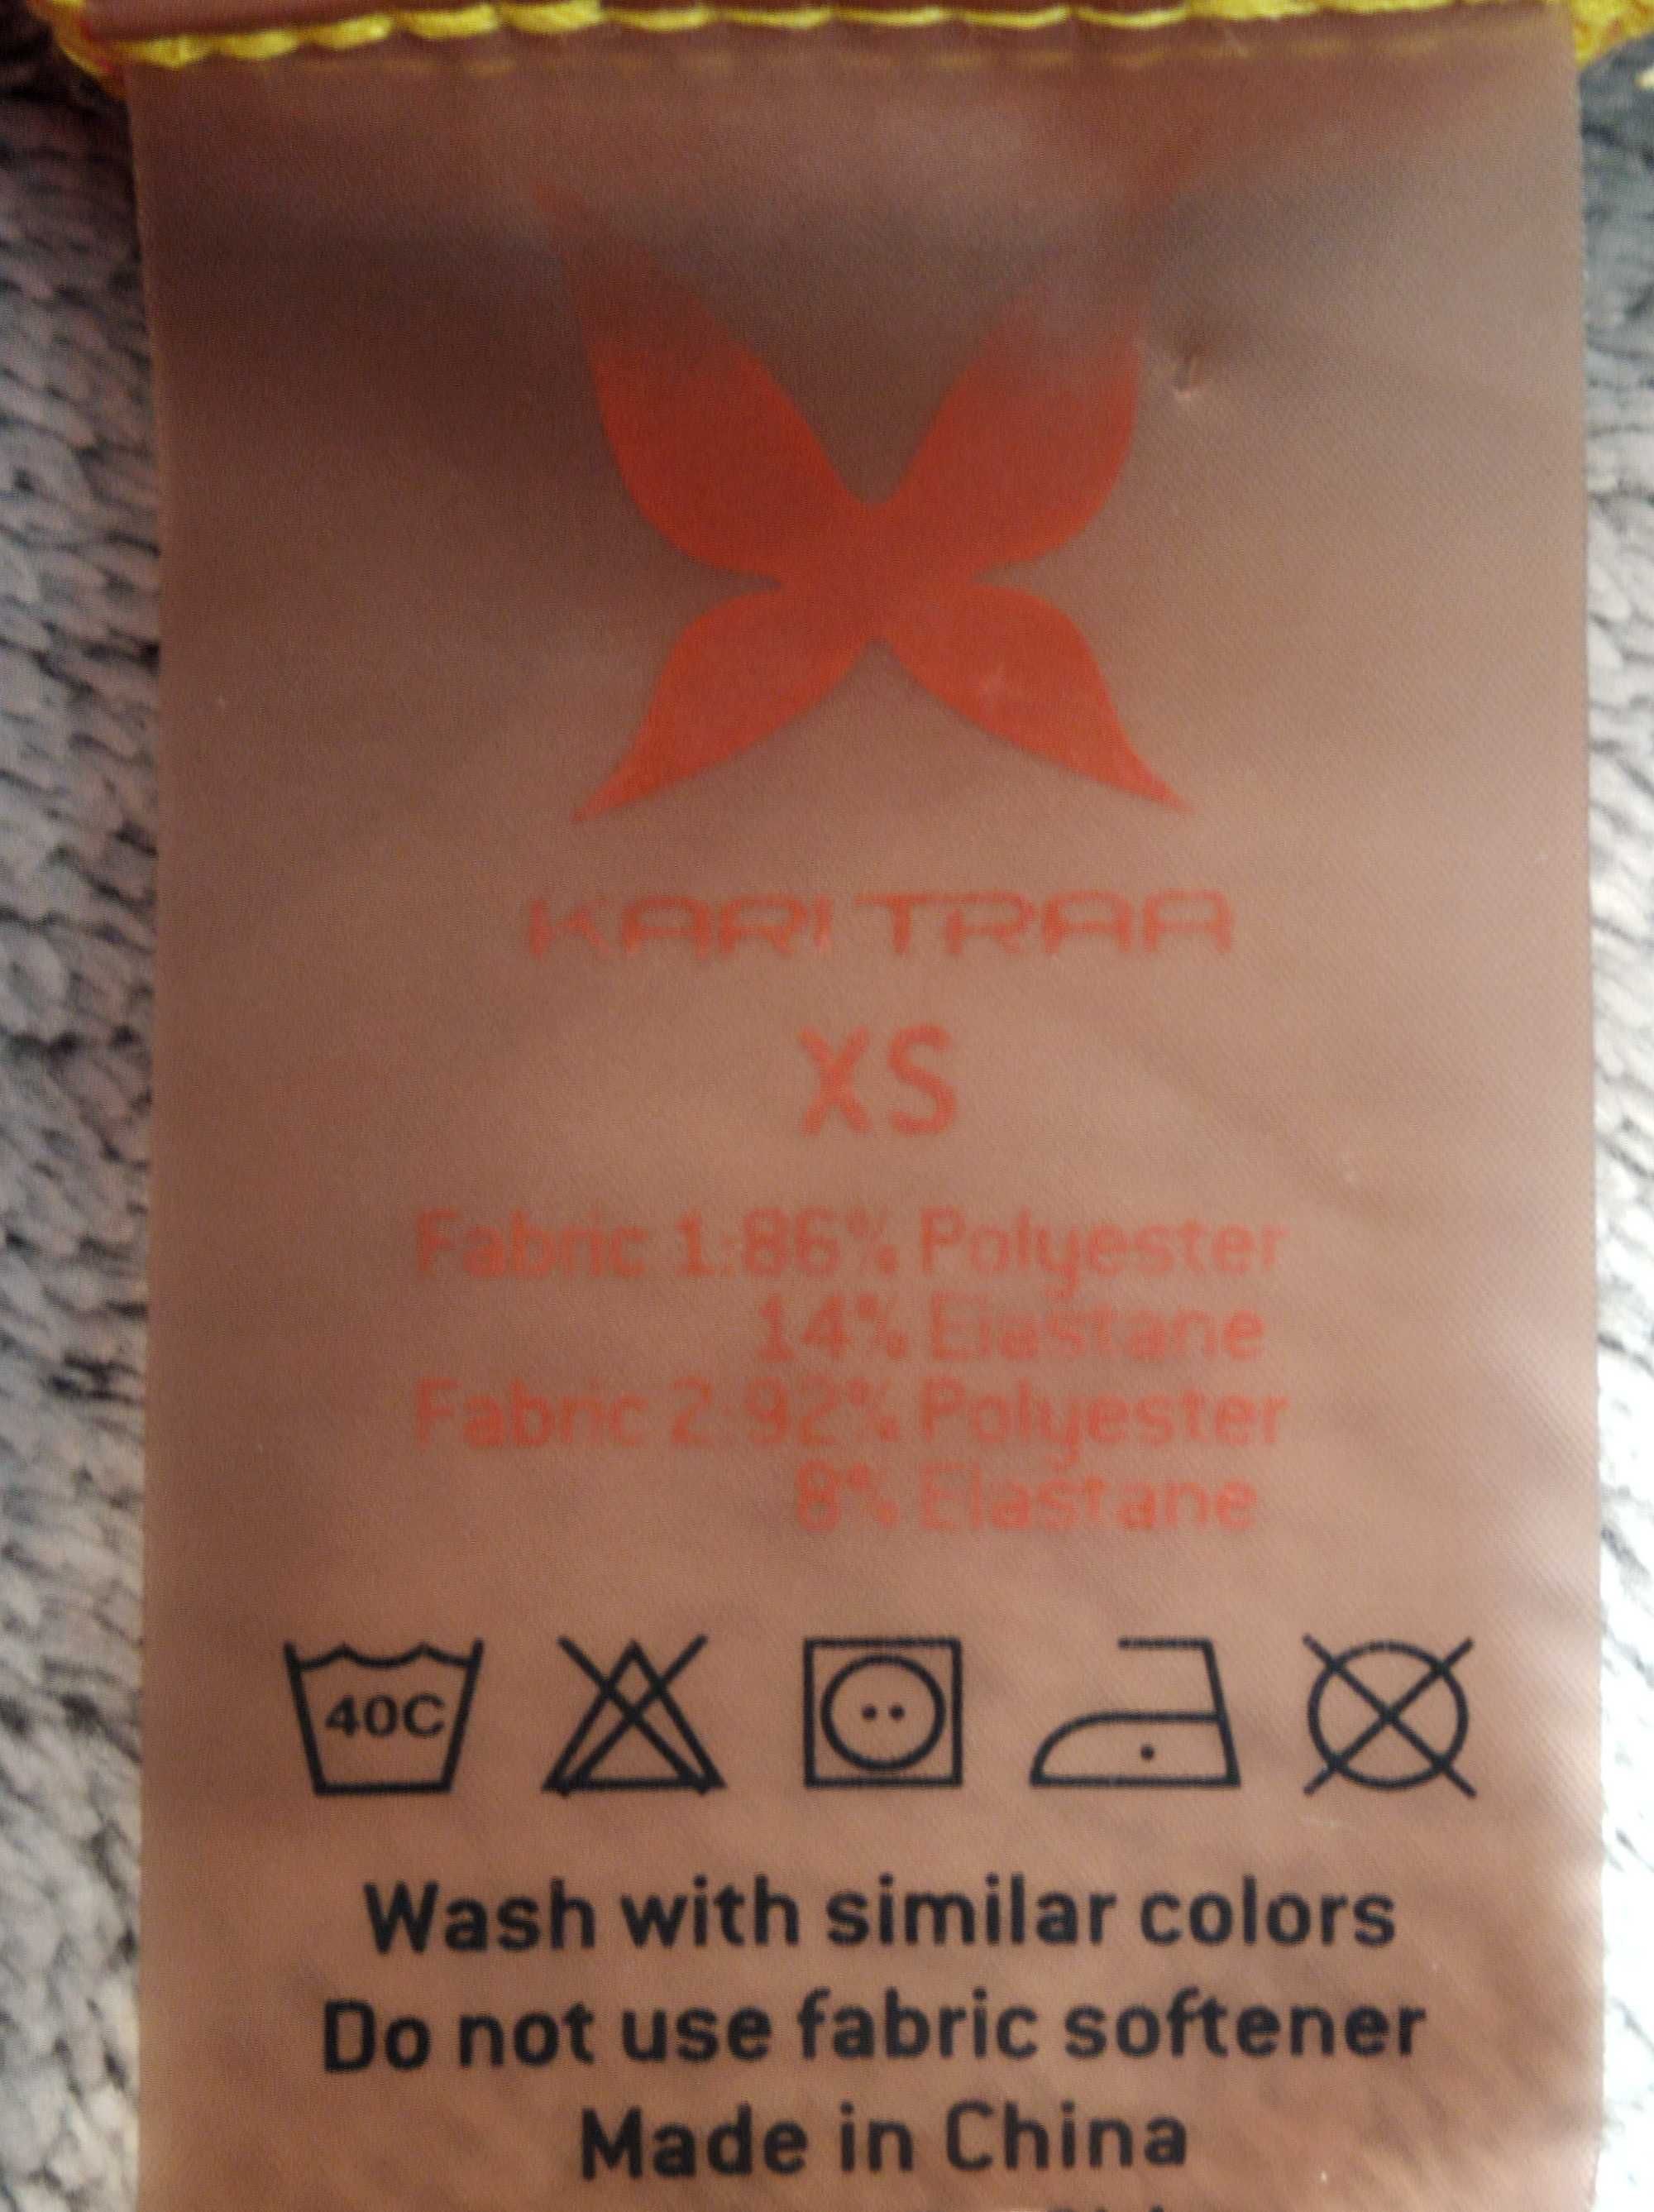 KARI TRAA
XS
Fabric 1:86% Polyester
14% Elastane
Fabric 2:92% Polyester
8% Elastane
40C
Wash with similar colors
Do not use fabric softener
Made in China